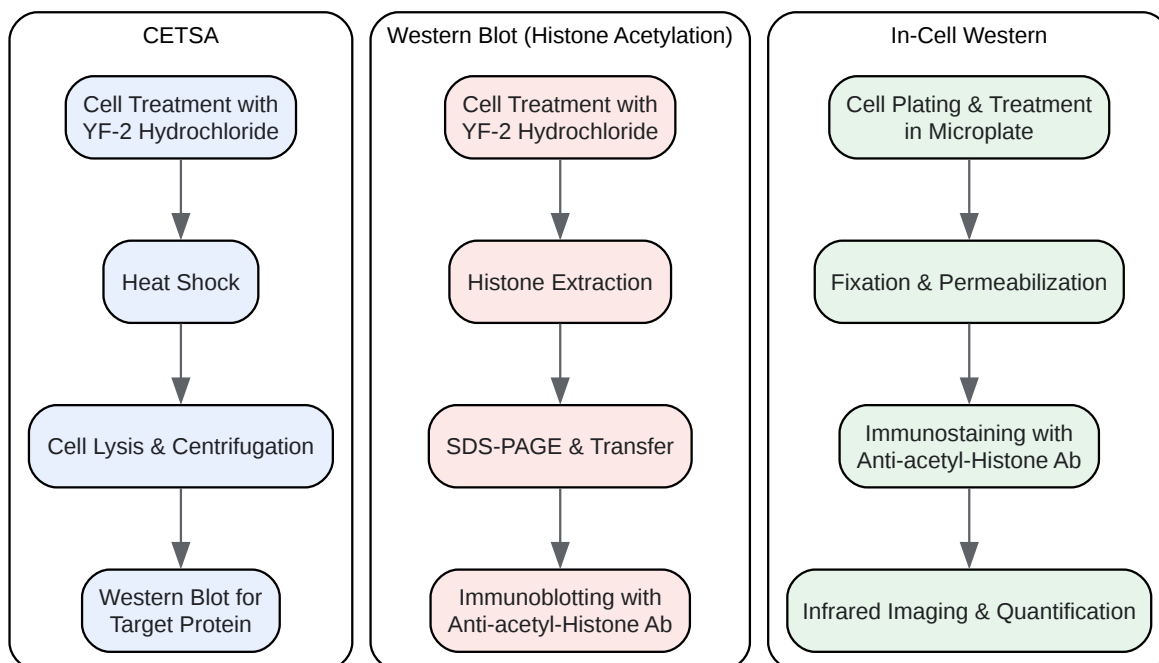 CETSA
Cell Treatment with
YF-2 Hydrochloride
Heat Shock
Cell Lysis & Centrifugation
Western Blot for
Target Protein
Western Blot (Histone Acetylation)
Cell Treatment with
YF-2 Hydrochloride
Histone Extraction
SDS-PAGE & Transfer
Immunoblotting with
Anti-acetyl-Histone Ab
In-Cell Western
Cell Plating & Treatment
in Microplate
Fixation & Permeabilization
Immunostaining with
Anti-acetyl-Histone Ab
Infrared Imaging & Quantification